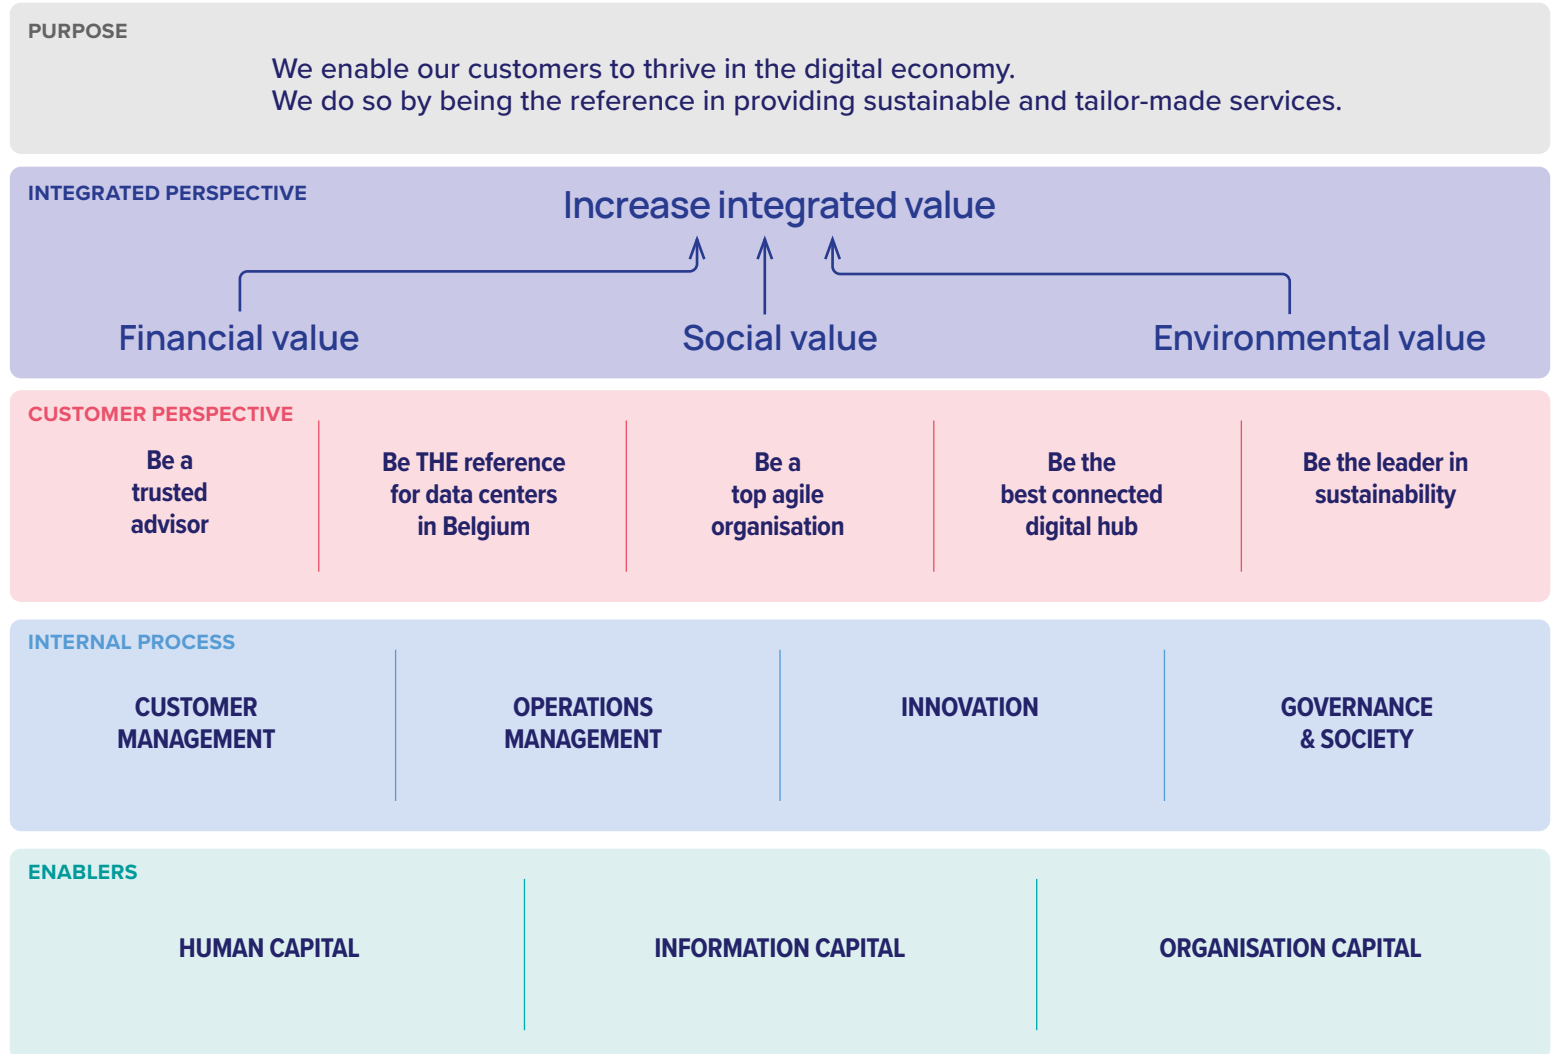 PURPOSE
We enable our customers to thrive in the digital economy.
We do so by being the reference in providing sustainable and tailor-made services.
INTEGRATED PERSPECTIVE
Increase integrated value
Financial value
Social value
Environmental value
CUSTOMER PERSPECTIVE
Be a
trusted
advisor
Be THE reference
for data centers
in Belgium
Be a
top agile
organisation
Be the
best connected
digital hub
Be the leader in
sustainability
INTERNAL PROCESS
CUSTOMER
MANAGEMENT
OPERATIONS
MANAGEMENT
INNOVATION
GOVERNANCE
& SOCIETY
ENABLERS
HUMAN CAPITAL
INFORMATION CAPITAL
ORGANISATION CAPITAL